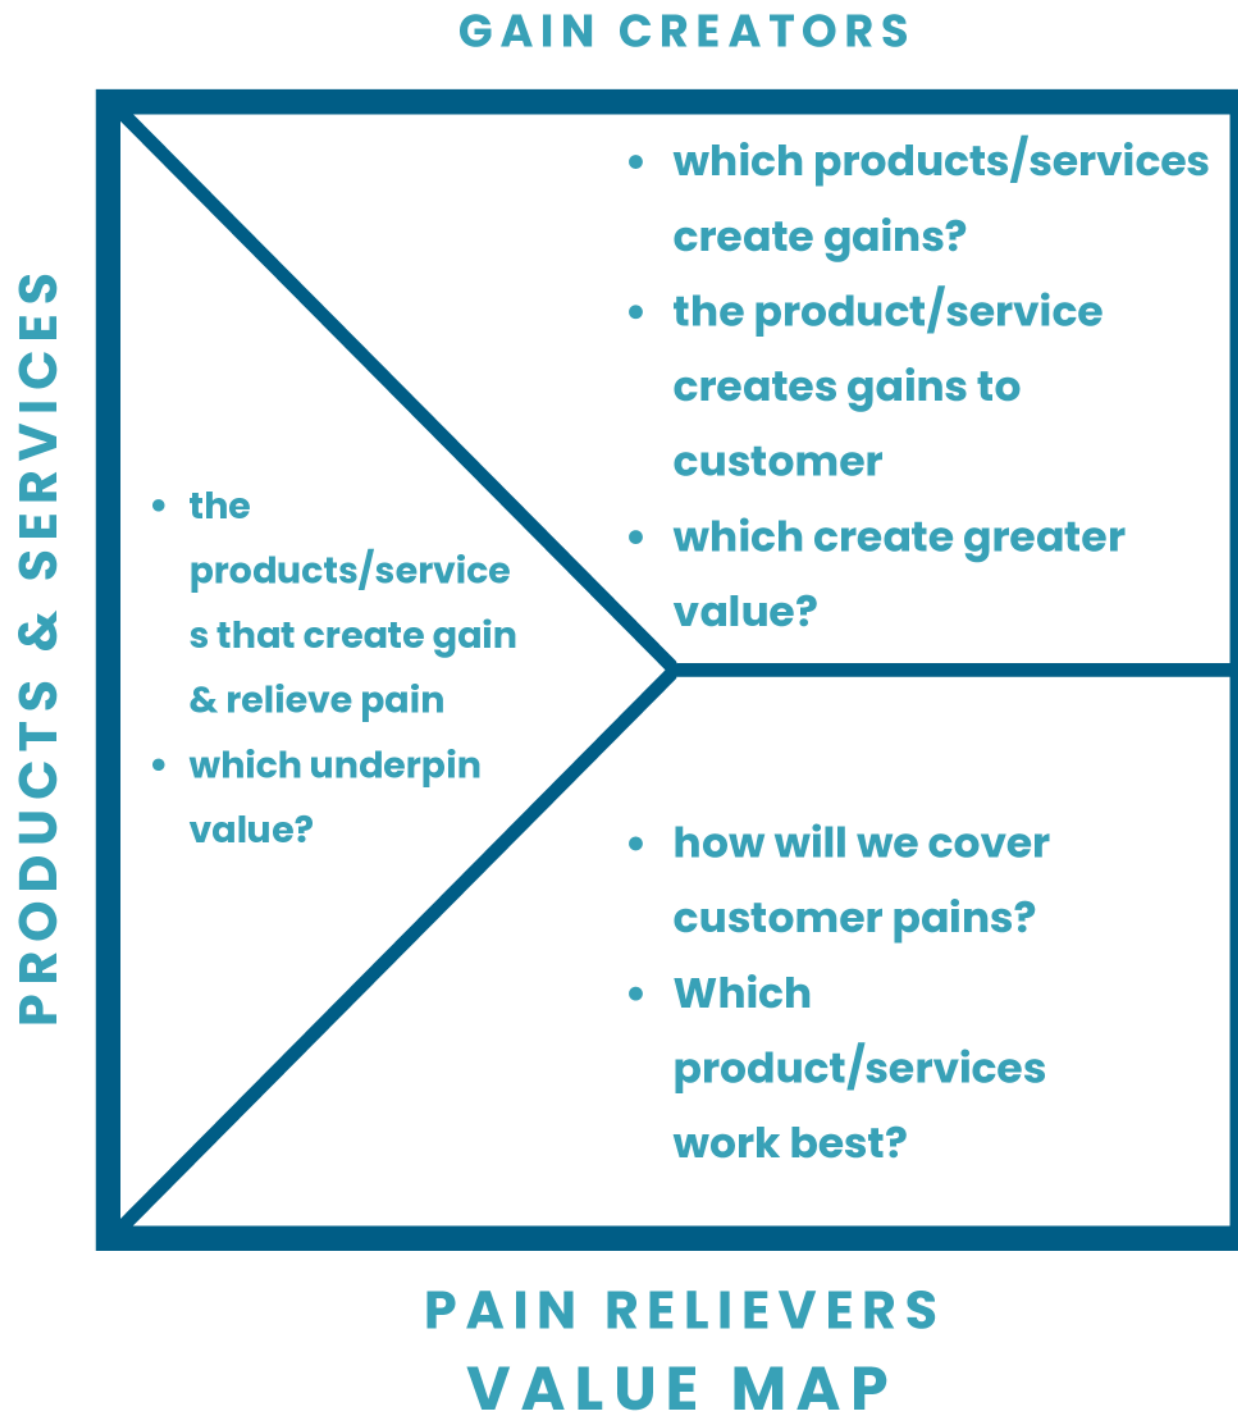 GAIN CREATORS
• which products/services
create gains?
• the product/service
creates gains to
customer
• which create greater
value?
PRODUCTS & SERVICES
• the
products/service
s that create gain
& relieve pain
• which underpin
value?
• how will we cover
customer pains?
• Which
product/services
work best?
PAIN RELIEVERS
VALUE MAP